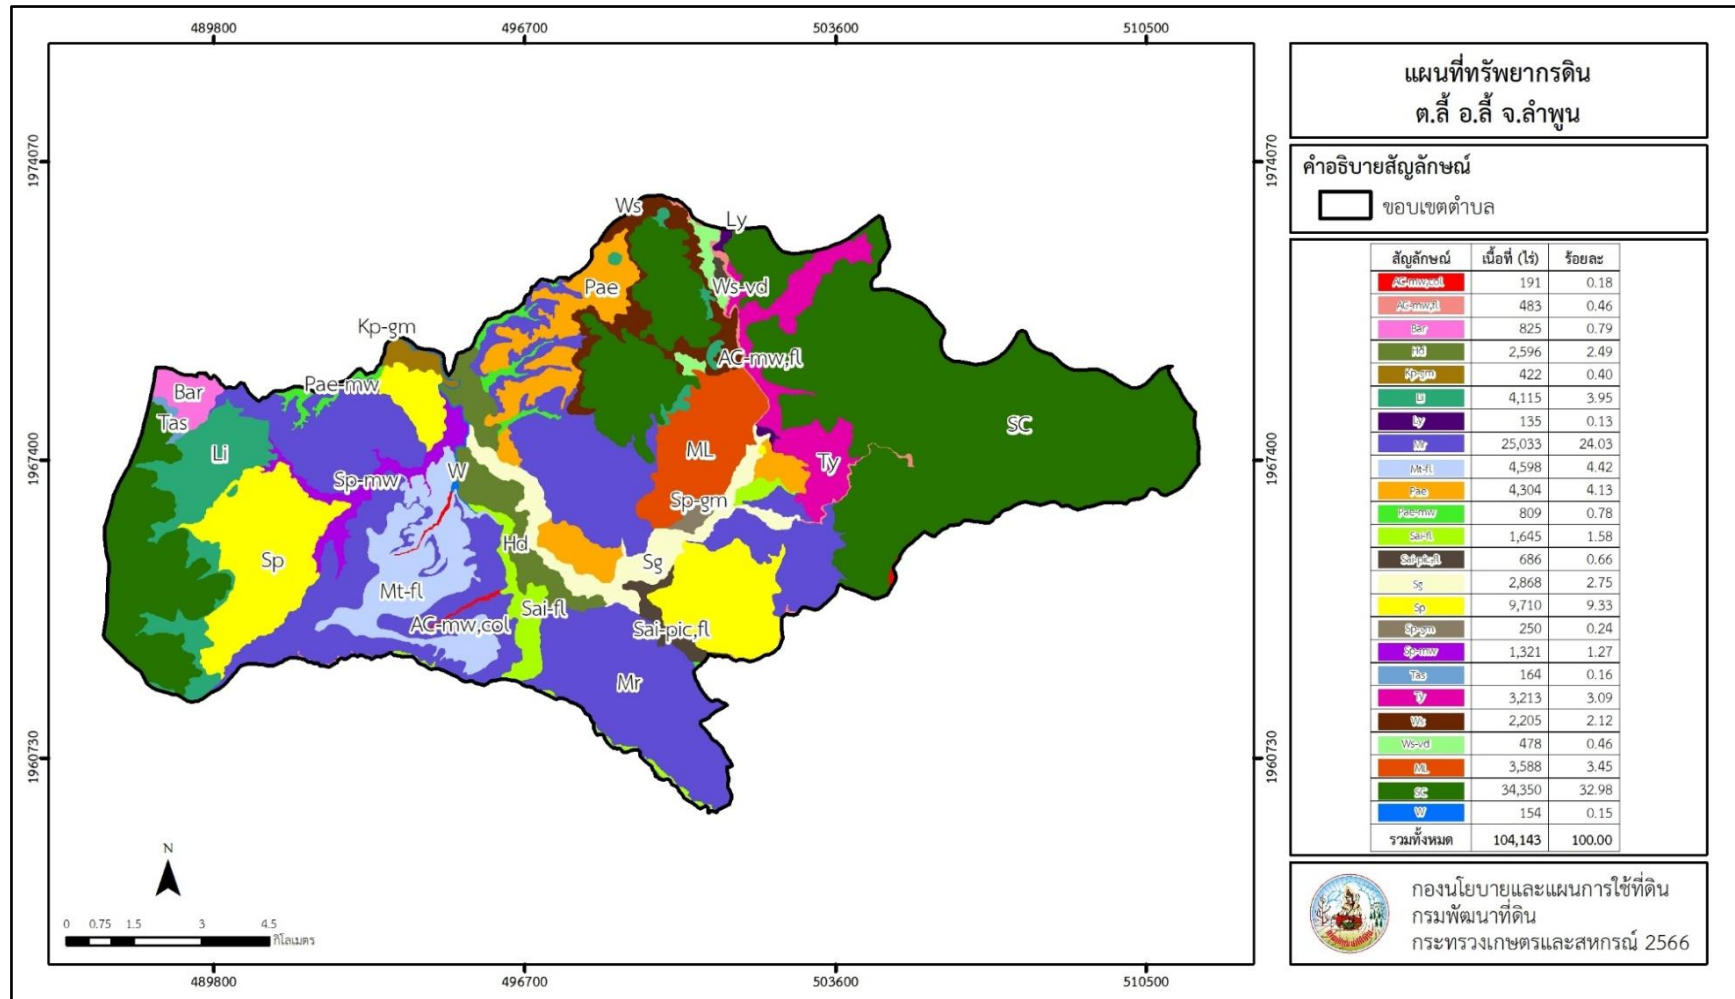 489800 496700 503600 510500
แผนที่ทรัพยากรดิน
ต.ลี้ อ.ลี้ จ.ลำพูน
คำอธิบายสัญลักษณ์
ขอบเขตตำบล
สัญลักษณ์ เนื้อที่ (ไร่) ร้อยละ
AC-mw,col 191 0.18
AC-mw,fl 483 0.46
Bar 825 0.79
Hd 2,596 2.49
Kp-gm 422 0.40
Li 4,115 3.95
Ly 135 0.13
Mr 25,033 24.03
Mt-fl 4,598 4.42
Pae 4,304 4.13
Pae-mw 809 0.78
Sai-fl 1,645 1.58
Sai-pic,fl 686 0.66
Sg 2,868 2.75
Sp 9,710 9.33
Sp-gm 250 0.24
Sp-mw 1,321 1.27
Tas 164 0.16
Ty 3,213 3.09
Ws 2,205 2.12
Ws-vd 478 0.46
ML 3,588 3.45
SC 34,350 32.98
W 154 0.15
รวมทั้งหมด 104,143 100.00
กองนโยบายและแผนการใช้ที่ดิน
กรมพัฒนาที่ดิน
กระทรวงเกษตรและสหกรณ์ 2566
1974070 1974070
1967400 1967400
1960730 1960730
Ws
Ly
Pae
Ws-vd
Kp-gm
AC-mw,fl
Bar
Pae-mw
Tas
SC
Li
ML
Ty
W
Sp-mw
Sp-gm
Hd
Sp
Sg
Mt-fl
Sai-fl
AC-mw,col
Sai-pic,fl
Mr
N
0 0.75 1.5 3 4.5
กิโลเมตร
489800 496700 503600 510500